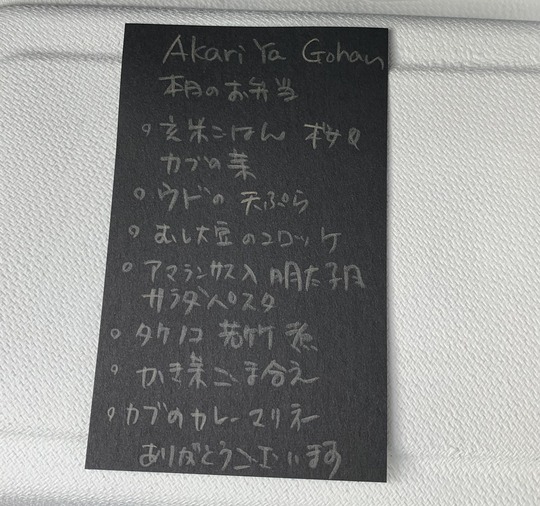 Akari Ya Gohan
本日のお弁当
○玄米ごはん 桜&
カブの葉
○ウドの 天ぷら
○むし大豆のコロッケ
○アマランサス入 明太子
サラダパスタ
○タケノコ 若竹 煮
○かき菜ごま合え
○カブのカレーマリネ
ありがとうございます